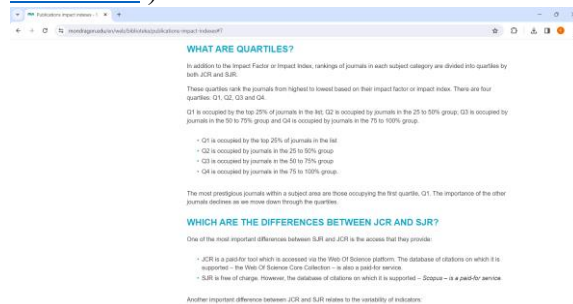 Publications impact indexes -
mondragon.edu/en/web/biblioteka/publications-impact-indexes#7
WHAT ARE QUARTILES?
In addition to the Impact Factor or Impact Index, rankings of journals in each subject category are divided into quartiles by
both JCR and SJR.
These quartiles rank the journals from highest to lowest based on their impact factor or impact index. There are four
quartiles: Q1, Q2, Q3 and Q4.
Q1 is occupied by the top 25% of journals in the list; Q2 is occupied by journals in the 25 to 50% group; Q3 is occupied by
journals in the 50 to 75% group and Q4 is occupied by journals in the 75 to 100% group.
- Q1 is occupied by the top 25% of journals in the list
- Q2 is occupied by journals in the 25 to 50% group
- Q3 is occupied by journals in the 50 to 75% group
- Q4 is occupied by journals in the 75 to 100% group.
The most prestigious journals within a subject area are those occupying the first quartile, Q1. The importance of the other
journals declines as we move down through the quartiles.
WHICH ARE THE DIFFERENCES BETWEEN JCR AND SJR?
One of the most important differences between SJR and JCR is the access that they provide:
- JCR is a paid-for tool which is accessed via the Web Of Science platform. The database of citations on which it is
supported – the Web Of Science Core Collection – is also a paid-for service.
- SJR is free of charge. However, the database of citations on which it is supported – Scopus – is a paid-for service.
Another important difference between JCR and SJR relates to the variability of indicators: